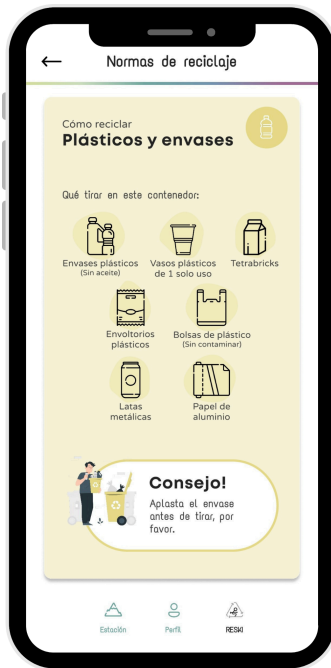 Normas de reciclaje
Cómo reciclar
Plásticos y envases
Qué tirar en este contenedor:
Envases plásticos
(Sin aceite)
Vasos plásticos
de 1 solo uso
Tetrabricks
Envoltorios
plásticos
Bolsas de plástico
(Sin contaminar)
Latas
metálicas
Papel de
aluminio
Consejo!
Aplasta el envase
antes de tirar, por
favor.
Estación
Perfil
RESKI